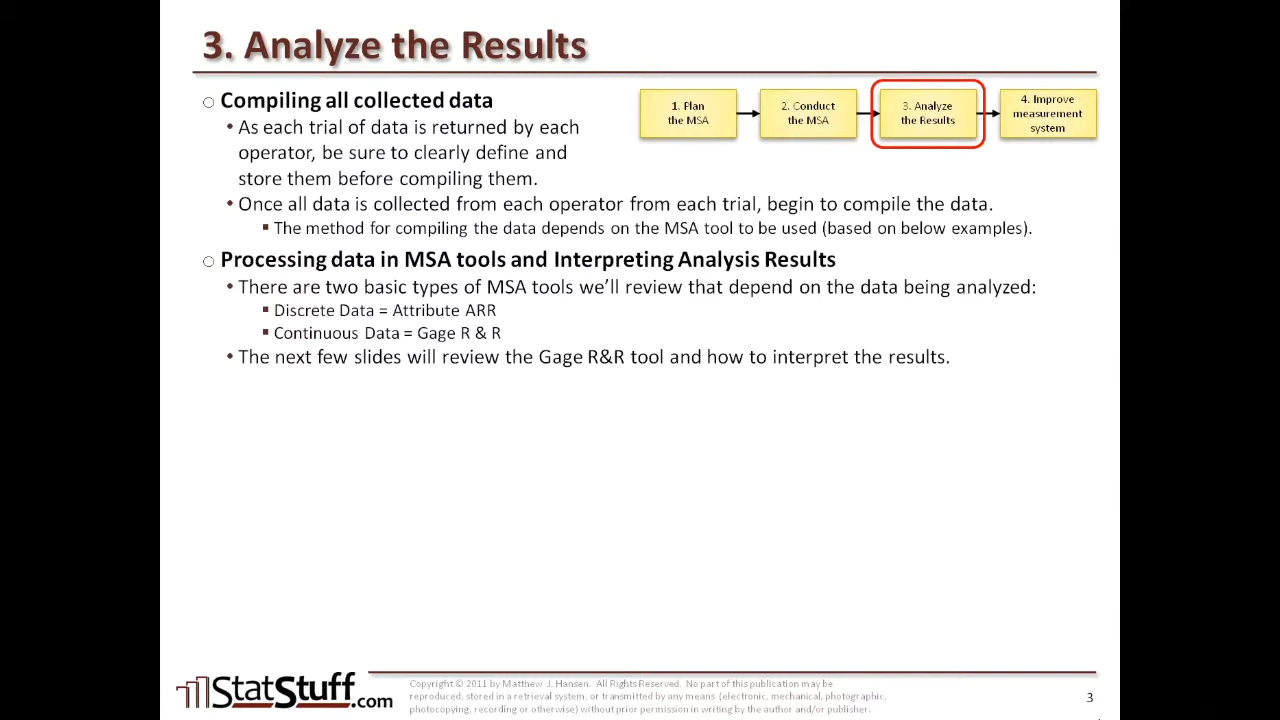 3. Analyze the Results
○ Compiling all collected data
• As each trial of data is returned by each
operator, be sure to clearly define and
store them before compiling them.
1. Plan
the MSA
2. Conduct
the MSA
3. Analyze
the Results
4. Improve
measurement
system
• Once all data is collected from each operator from each trial, begin to compile the data.
▪ The method for compiling the data depends on the MSA tool to be used (based on below examples).
○ Processing data in MSA tools and Interpreting Analysis Results
• There are two basic types of MSA tools we'll review that depend on the data being analyzed:
▪ Discrete Data = Attribute ARR
▪ Continuous Data = Gage R & R
• The next few slides will review the Gage R&R tool and how to interpret the results.
StatStuff.com
Copyright © 2011 by Matthew J. Hansen. All Rights Reserved. No part of this publication may be
reproduced, stored in a retrieval system, or transmitted by any means (electronic, mechanical, photographic,
photocopying, recording or otherwise) without prior permission in writing by the author and/or publisher.
3